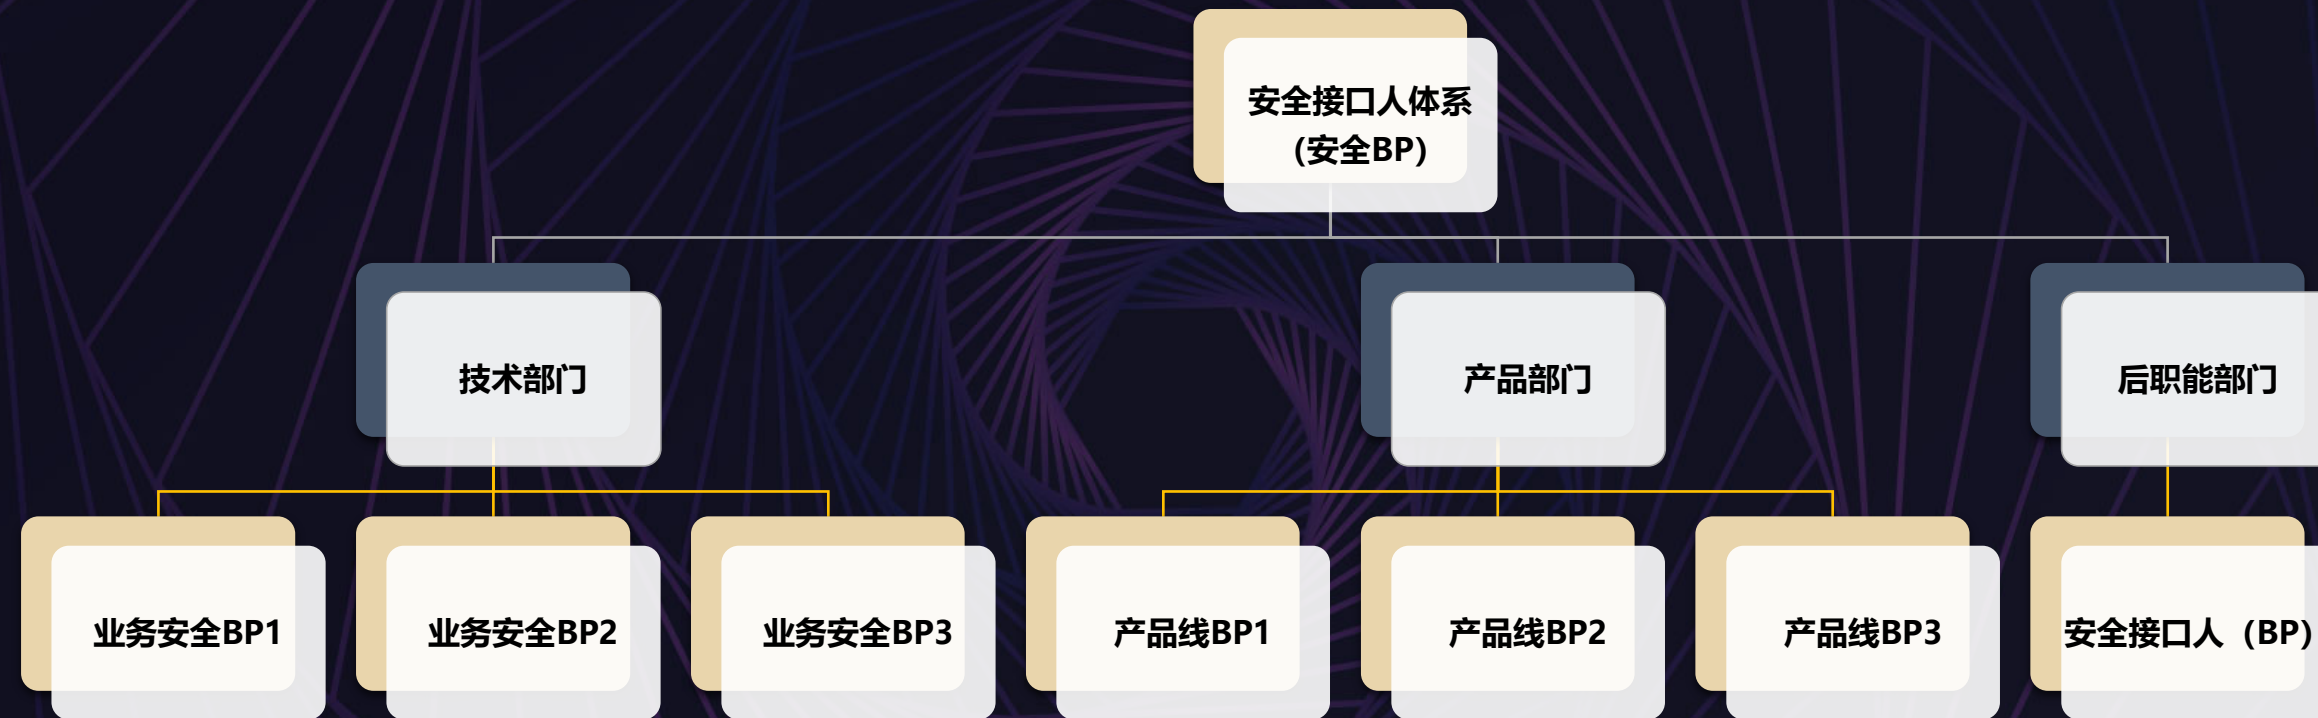 安全接口人体系
(安全BP)
技术部门
产品部门
后职能部门
业务安全BP1
业务安全BP2
业务安全BP3
产品线BP1
产品线BP2
产品线BP3
安全接口人（BP）